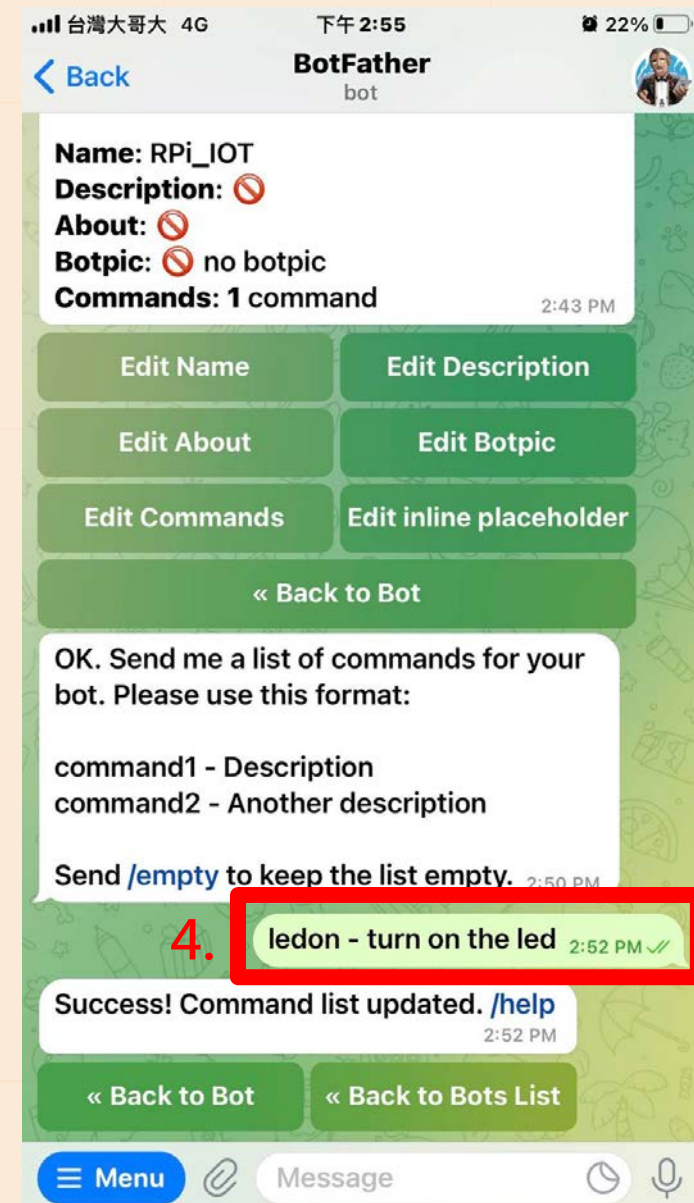 台灣大哥大 4G 下午 2:55 22%
Back BotFather
bot
Name: RPi_IOT
Description: 🚫
About: 🚫
Botpic: 🚫 no botpic
Commands: 1 command 2:43 PM
Edit Name Edit Description
Edit About Edit Botpic
Edit Commands Edit inline placeholder
« Back to Bot
OK. Send me a list of commands for your
bot. Please use this format:
command1 - Description
command2 - Another description
Send /empty to keep the list empty. 2:50 PM
4. ledon - turn on the led 2:52 PM
Success! Command list updated. /help
2:52 PM
« Back to Bot « Back to Bots List
Menu Message